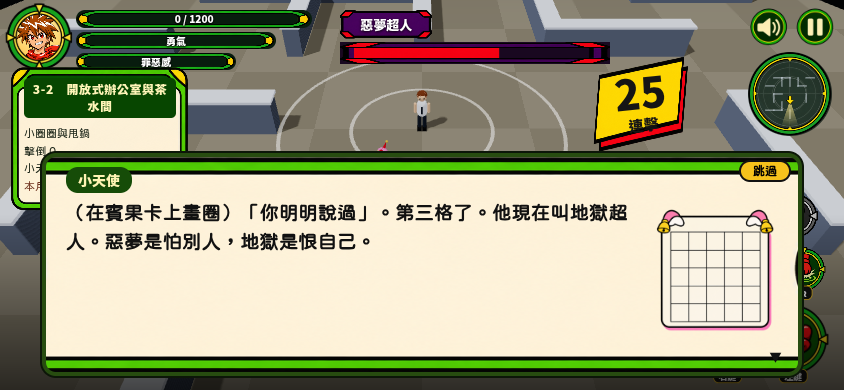 0 / 1200
勇氣
罪惡感
惡夢超人
3-2 開放式辦公室與茶
水間
小圈圈與甩鍋
擊倒 0
25
連擊
跳過
小天使
（在賓果卡上畫圈）「你明明說過」。第三格了。他現在叫地獄超
人。惡夢是怕別人，地獄是恨自己。